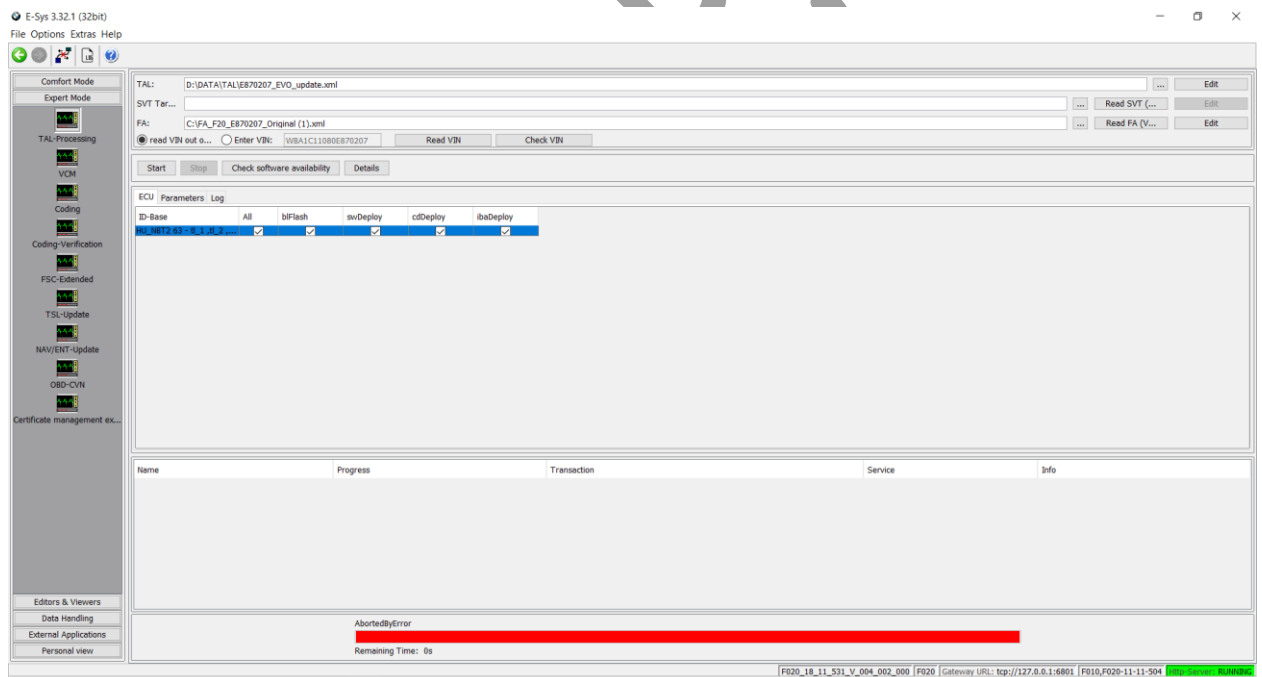 E-Sys 3.32.1 (32bit)
File Options Extras Help
Comfort Mode
Expert Mode
TAL-Processing
VCM
Coding
Coding-Verification
FSC-Extended
TSL-Update
NAV/ENT-Update
OBD-CVN
Certificate management ex...
Editors & Viewers
Data Handling
External Applications
Personal view
TAL: D:\DATA\TAL\E870207_EVO_update.xml ... Edit
SVT Tar... ... Read SVT (... Edit
FA: C:\FA_F20_E870207_Original (1).xml ... Read FA (V... Edit
read VIN out o... Enter VIN: WBA1C11080E870207 Read VIN Check VIN
Start Stop Check software availability Details
ECU Parameters Log
ID-Base All blFlash swDeploy cdDeploy ibaDeploy
HU_NBT2 63 - tl_1 ,tl_2 ,...
Name Progress Transaction Service Info
AbortedByError
Remaining Time: 0s
F020_18_11_531_V_004_002_000 F020 Gateway URL: tcp://127.0.0.1:6801 F010,F020-11-11-504 Http-Server: RUNNING